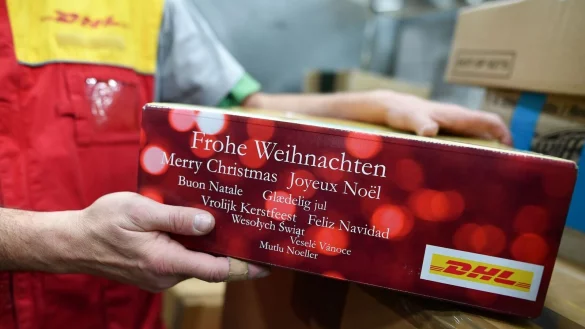 DHL
Frohe Weihnachten
Merry Christmas Joyeux Noël
Buon Natale Glædelig jul
Vrolijk Kerstfeest Feliz Navidad
Wesołych Świąt
Veselé Vánoce
Mutlu Noeller
DHL